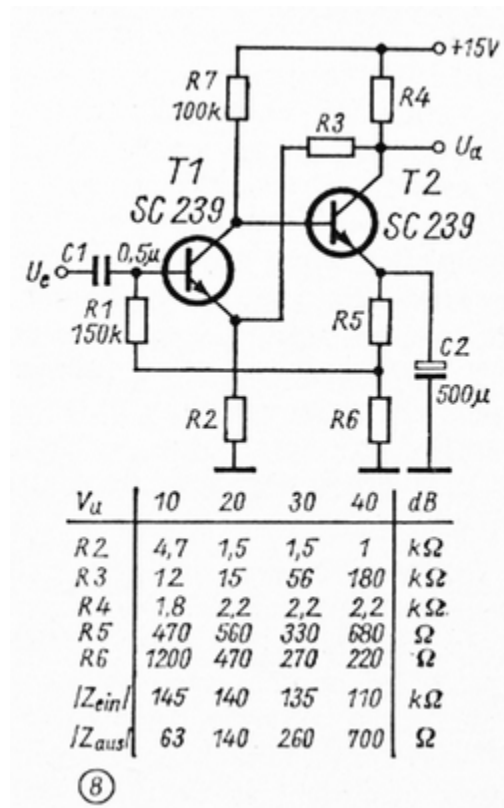 +15V
R7
100k
R4
R3
Ua
T1
T2
SC 239
SC 239
C1
0,5µ
Ue
R1
150k
R5
C2
500µ
R2
R6
Vu 10 20 30 40 dB
R2 4,7 1,5 1,5 1 kΩ
R3 12 15 56 180 kΩ
R4 1,8 2,2 2,2 2,2 kΩ
R5 470 560 330 680 Ω
R6 1200 470 270 220 Ω
|Zein| 145 140 135 110 kΩ
|Zaus| 63 140 260 700 Ω
8